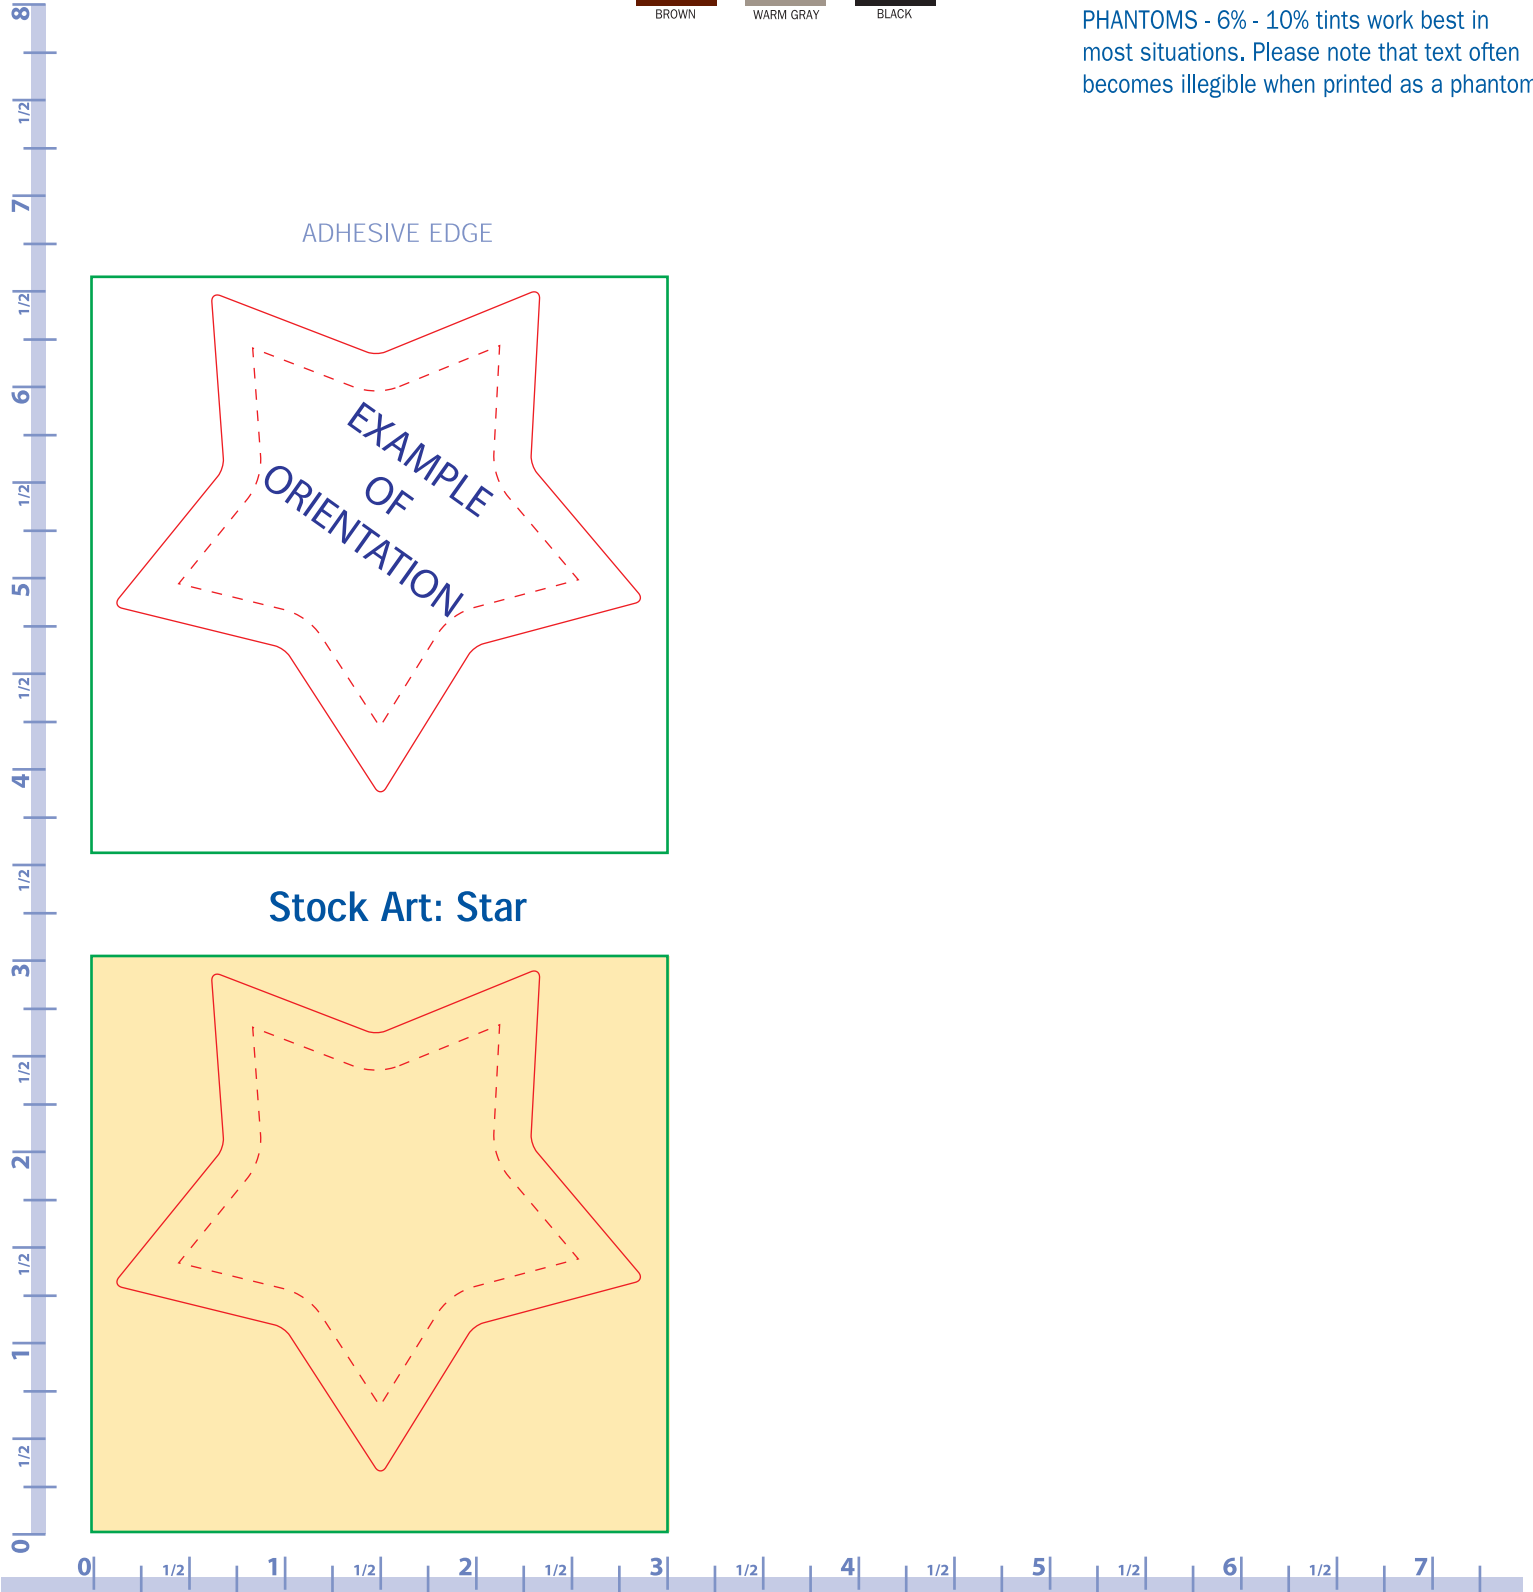 BROWN
WARM GRAY
BLACK
PHANTOMS - 6% - 10% tints work best in
most situations. Please note that text often
becomes illegible when printed as a phantom
ADHESIVE EDGE
EXAMPLE
OF
ORIENTATION
Stock Art: Star
8
1/2
7
1/2
6
1/2
5
1/2
4
1/2
3
1/2
2
1/2
1
1/2
0
0 1/2 1 1/2 2 1/2 3 1/2 4 1/2 5 1/2 6 1/2 7